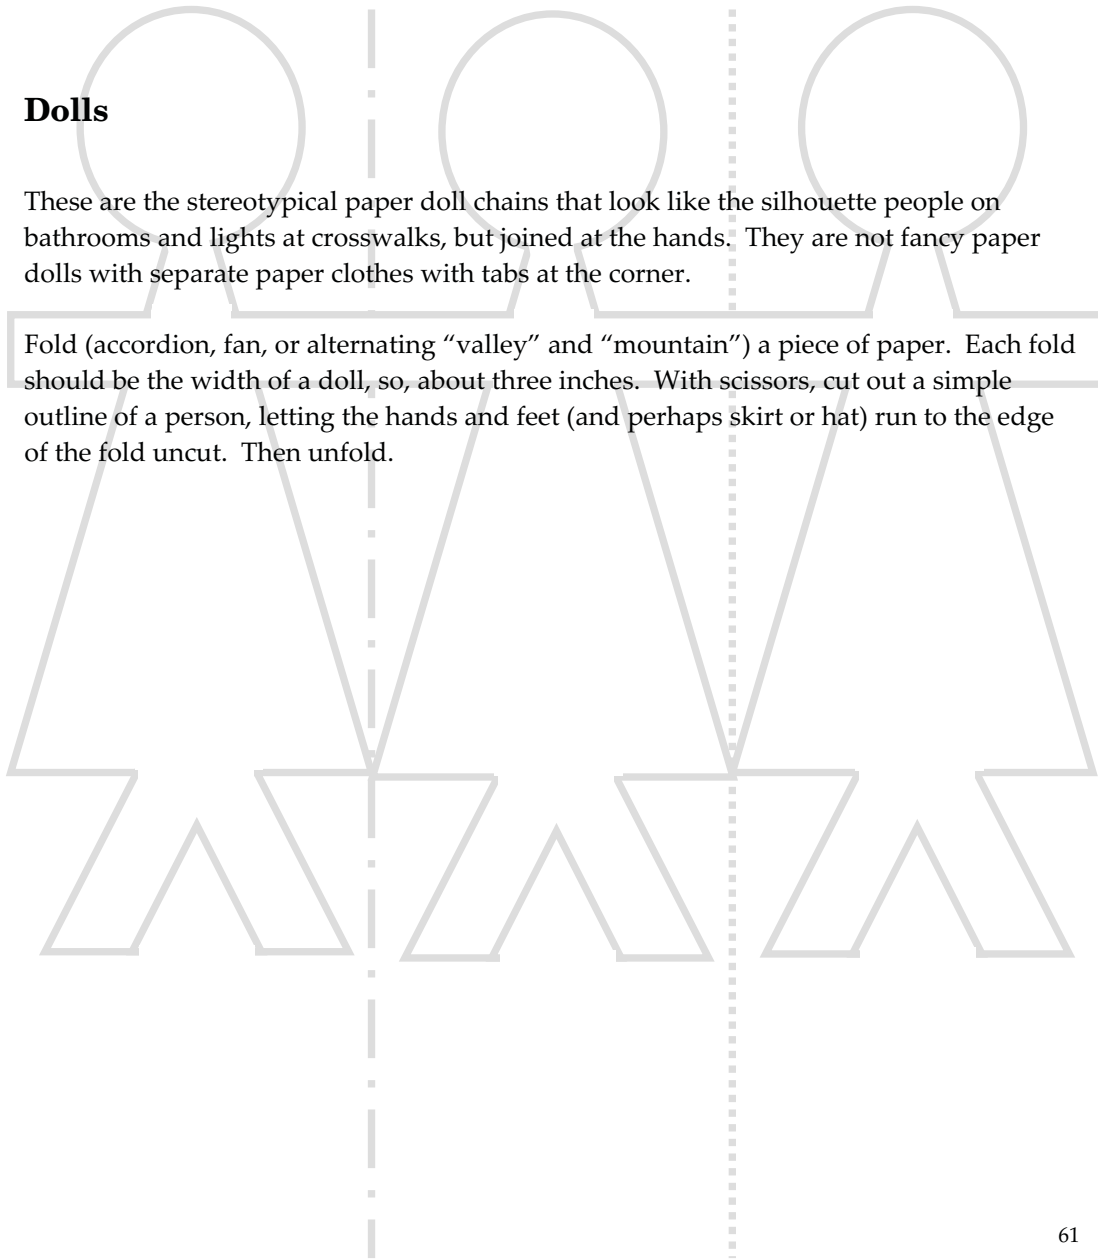 Dolls
These are the stereotypical paper doll chains that look like the silhouette people on
bathrooms and lights at crosswalks, but joined at the hands.  They are not fancy paper
dolls with separate paper clothes with tabs at the corner.
Fold (accordion, fan, or alternating “valley” and “mountain”) a piece of paper.  Each fold
should be the width of a doll, so, about three inches.  With scissors, cut out a simple
outline of a person, letting the hands and feet (and perhaps skirt or hat) run to the edge
of the fold uncut.  Then unfold.
61